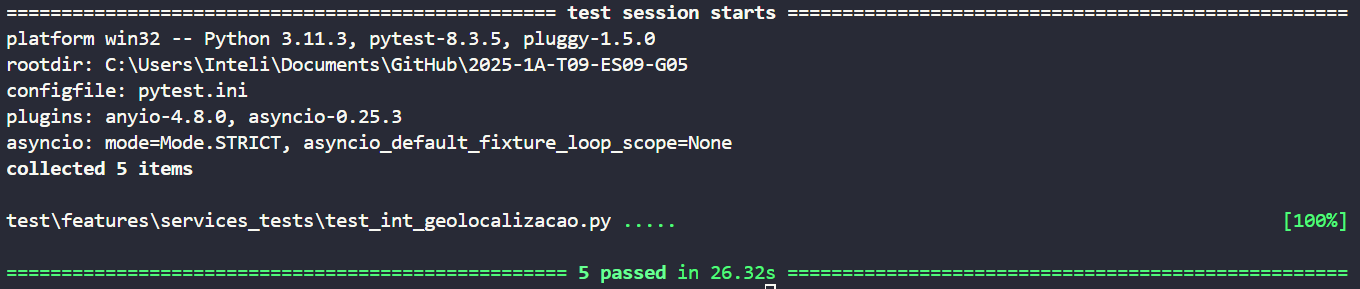 ================================================== test session starts ===================================================
platform win32 -- Python 3.11.3, pytest-8.3.5, pluggy-1.5.0
rootdir: C:\Users\Inteli\Documents\GitHub\2025-1A-T09-ES09-G05
configfile: pytest.ini
plugins: anyio-4.8.0, asyncio-0.25.3
asyncio: mode=Mode.STRICT, asyncio_default_fixture_loop_scope=None
collected 5 items
test\features\services_tests\test_int_geolocalizacao.py ..... [100%]
=================================================== 5 passed in 26.32s ===================================================